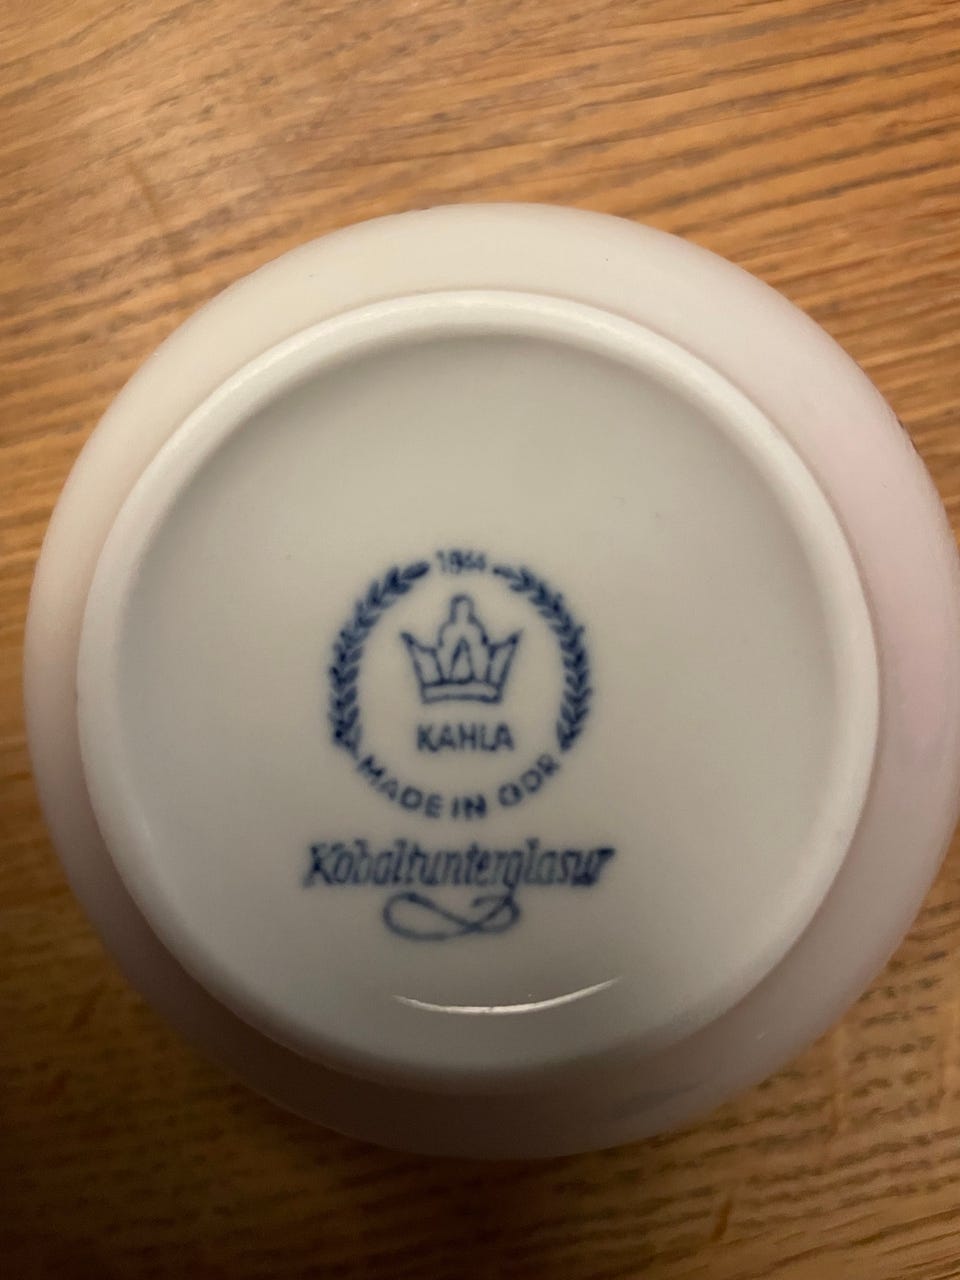 1844
KAHLA
MADE IN GDR
Kobaltunterglasur